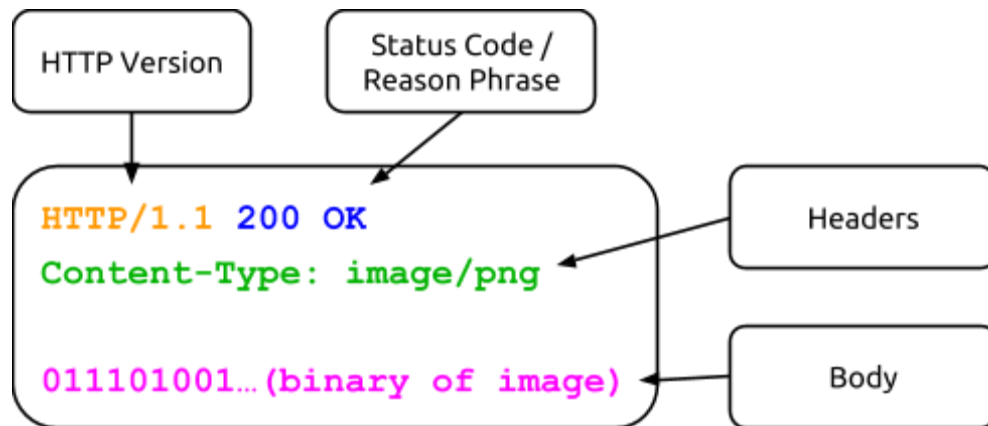 HTTP Version
Status Code /
Reason Phrase
HTTP/1.1 200 OK
Headers
Content-Type: image/png
011101001…(binary of image)
Body